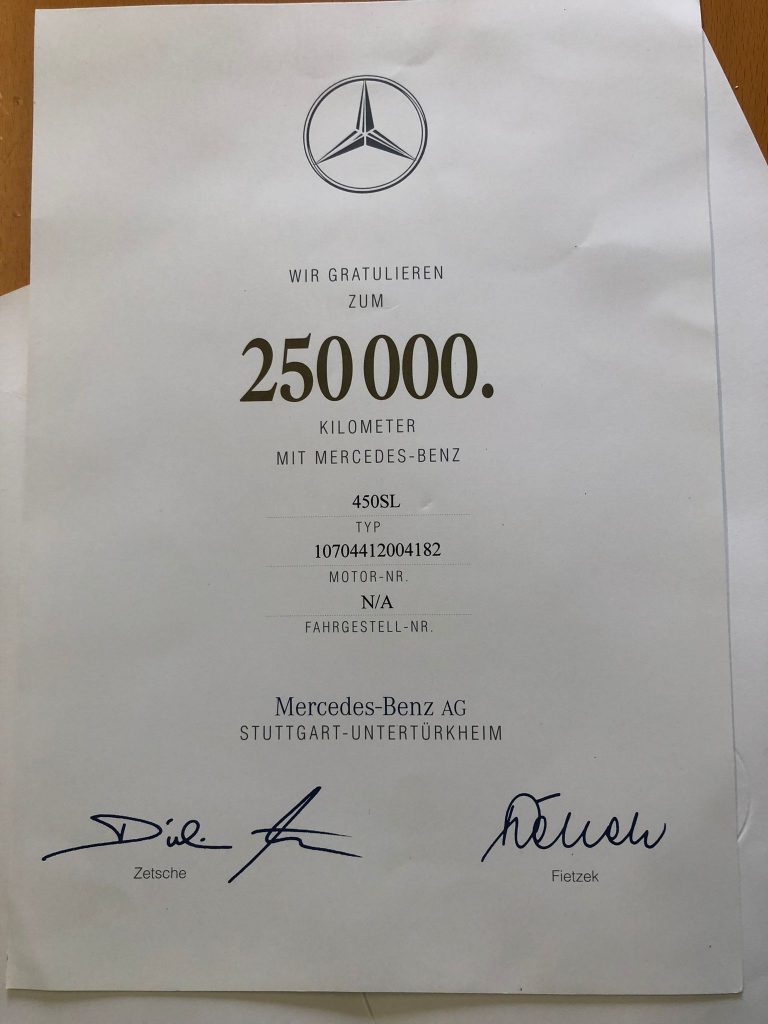 WIR GRATULIEREN
ZUM
250 000.
KILOMETER
MIT MERCEDES-BENZ
450SL
TYP
10704412004182
MOTOR-NR.
N/A
FAHRGESTELL-NR.
Mercedes-Benz AG
STUTTGART-UNTERTÜRKHEIM
Zetsche
Fietzek